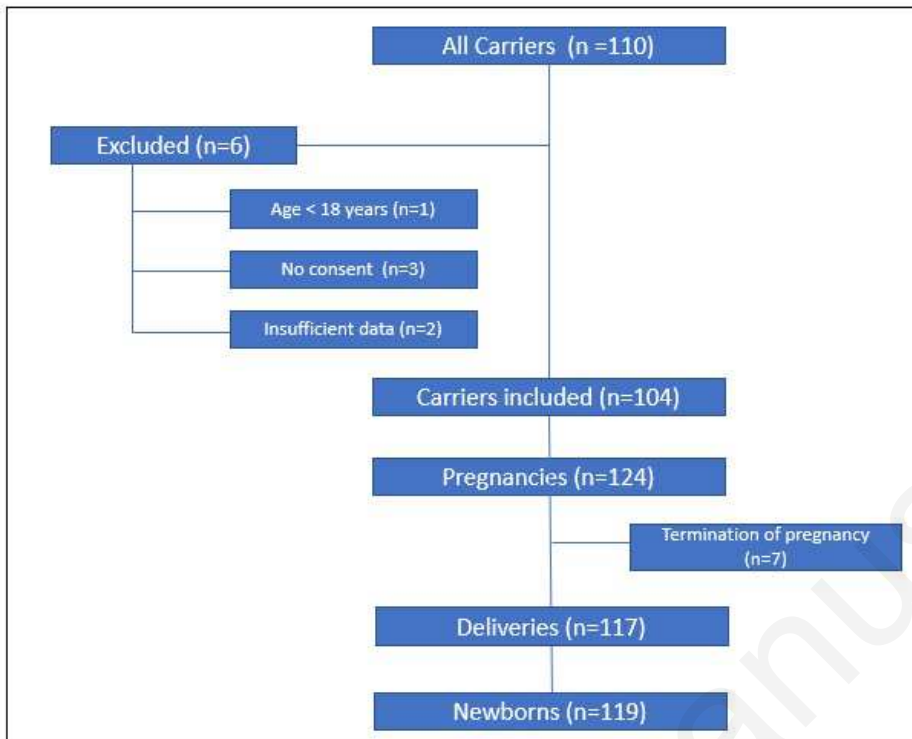 All Carriers (n =110)
Excluded (n=6)
Age < 18 years (n=1)
No consent (n=3)
Insufficient data (n=2)
Carriers included (n=104)
Pregnancies (n=124)
Termination of pregnancy
(n=7)
Deliveries (n=117)
Newborns (n=119)